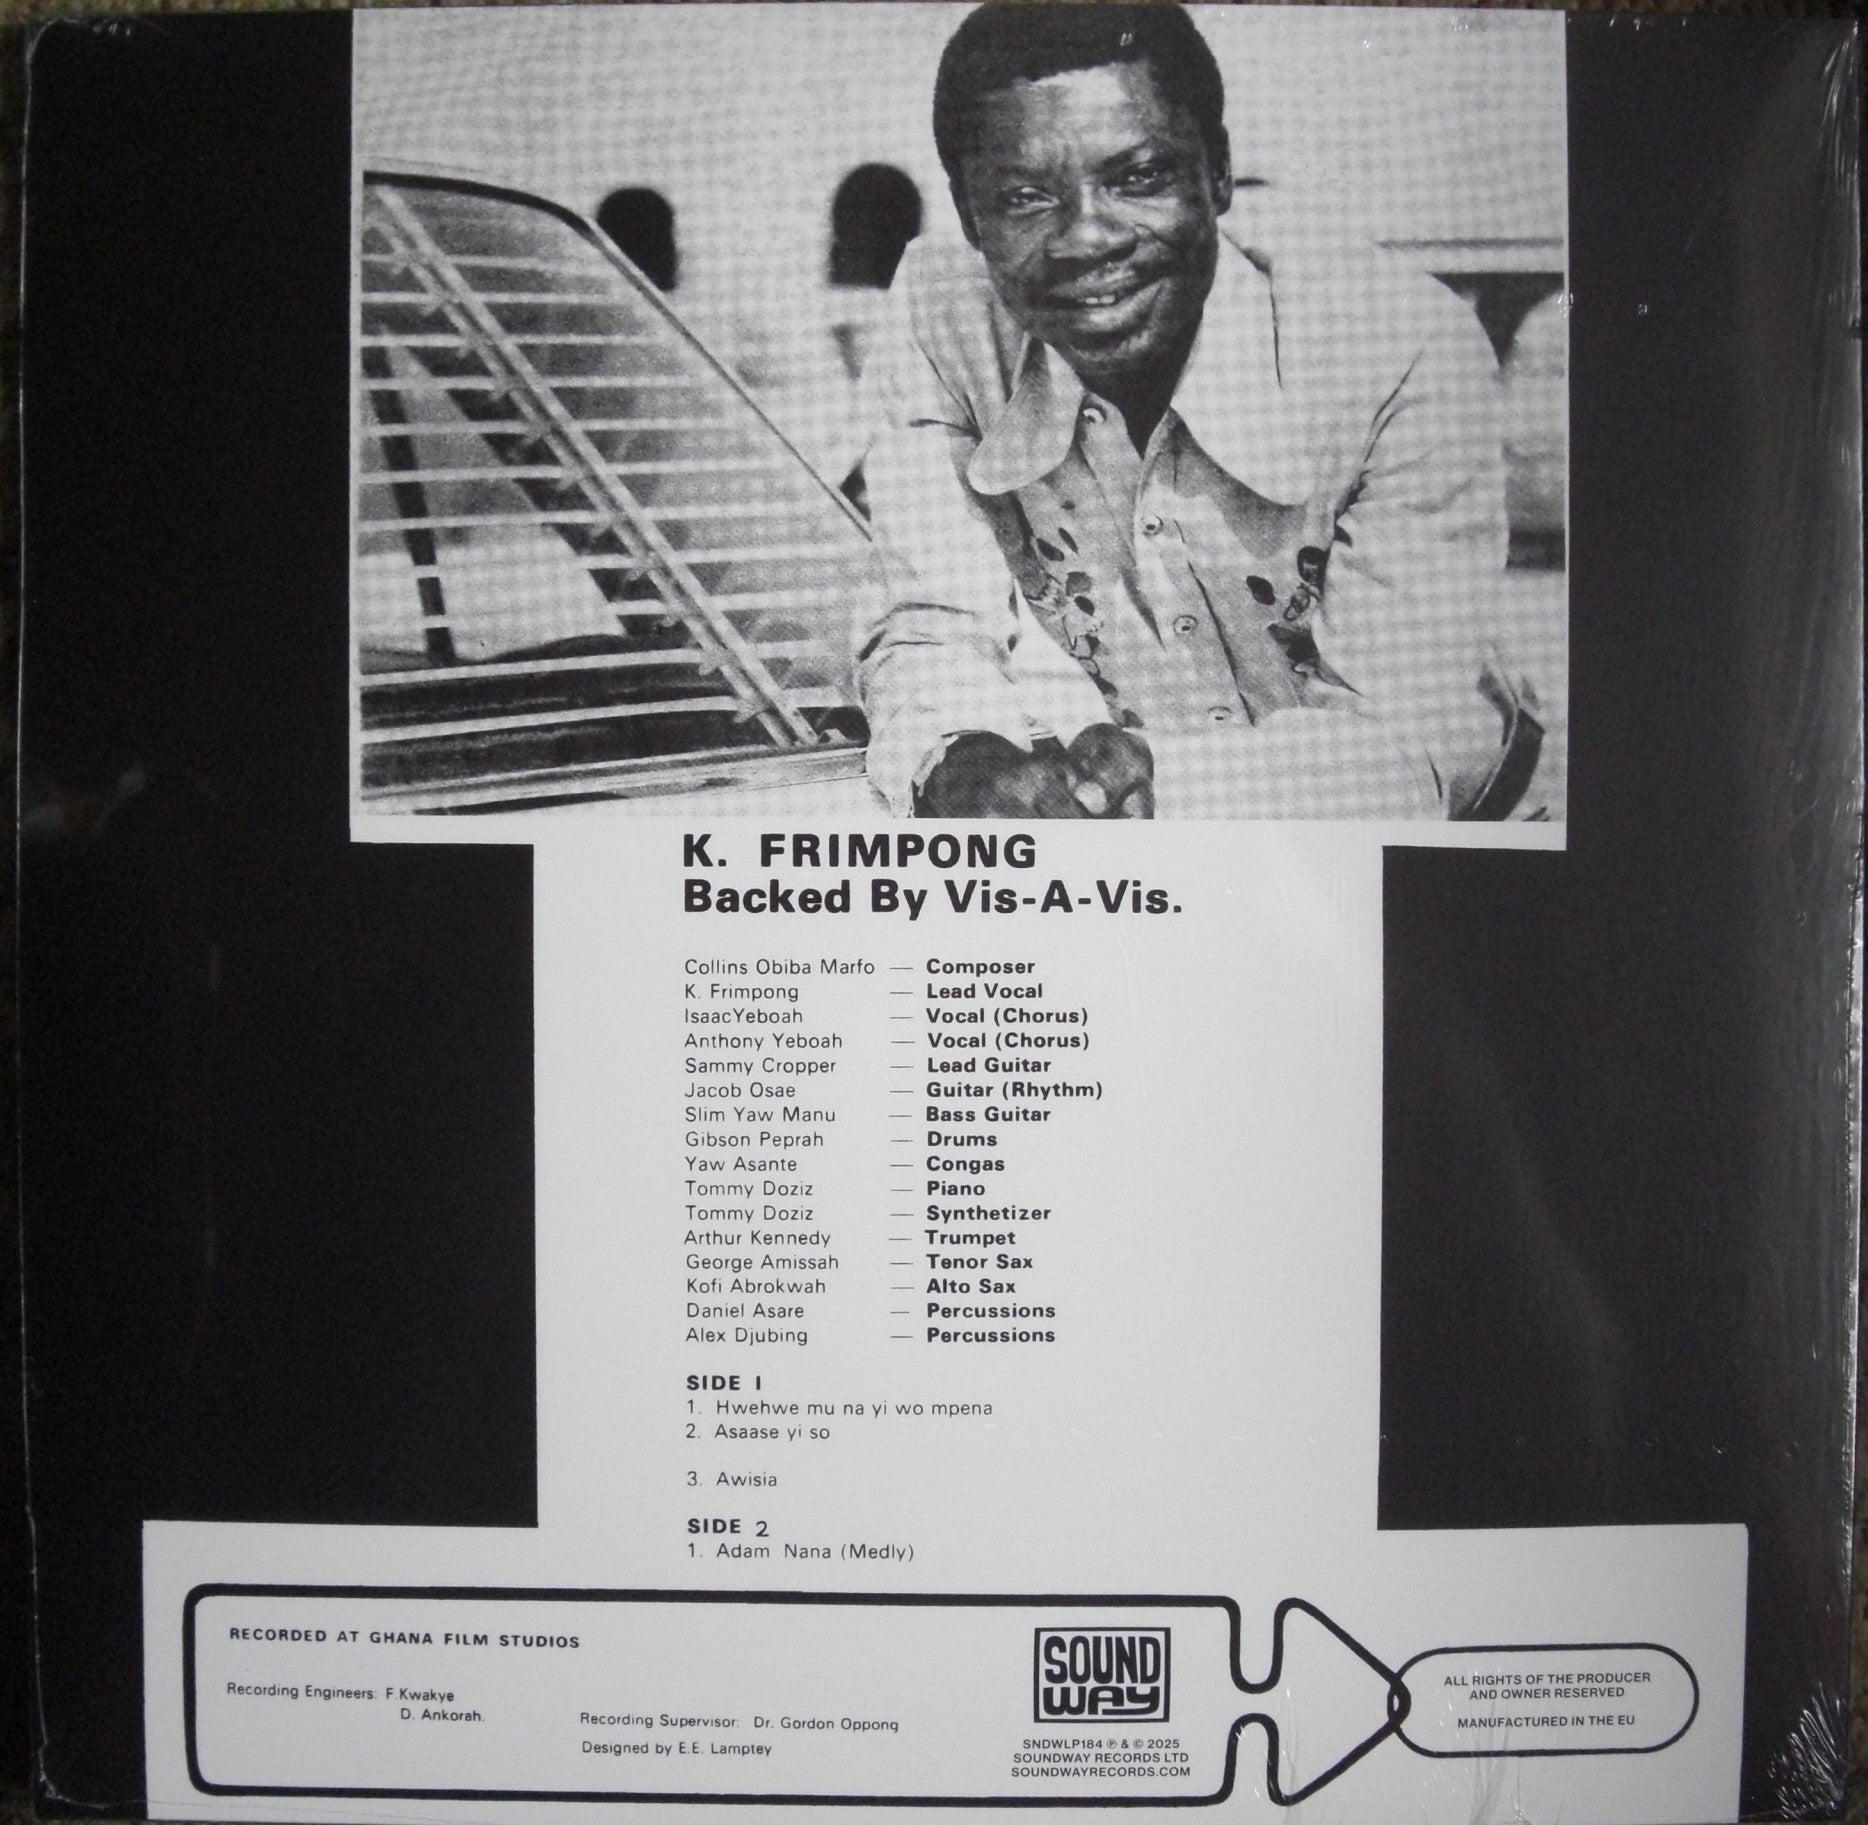 K. FRIMPONG
Backed By Vis-A-Vis.
Collins Obiba Marfo — Composer
K. Frimpong — Lead Vocal
IsaacYeboah — Vocal (Chorus)
Anthony Yeboah — Vocal (Chorus)
Sammy Cropper — Lead Guitar
Jacob Osae — Guitar (Rhythm)
Slim Yaw Manu — Bass Guitar
Gibson Peprah — Drums
Yaw Asante — Congas
Tommy Doziz — Piano
Tommy Doziz — Synthetizer
Arthur Kennedy — Trumpet
George Amissah — Tenor Sax
Kofi Abrokwah — Alto Sax
Daniel Asare — Percussions
Alex Djubing — Percussions
SIDE 1
1. Hwehwe mu na yi wo mpena
2. Asaase yi so
3. Awisia
SIDE 2
1. Adam Nana (Medly)
RECORDED AT GHANA FILM STUDIOS
Recording Engineers: F.Kwakye
D. Ankorah.
Recording Supervisor: Dr. Gordon Oppong
Designed by E.E. Lamptey
SOUND
WAY
SNDWLP184 ℗ & © 2025
SOUNDWAY RECORDS LTD
SOUNDWAYRECORDS.COM
ALL RIGHTS OF THE PRODUCER
AND OWNER RESERVED
MANUFACTURED IN THE EU